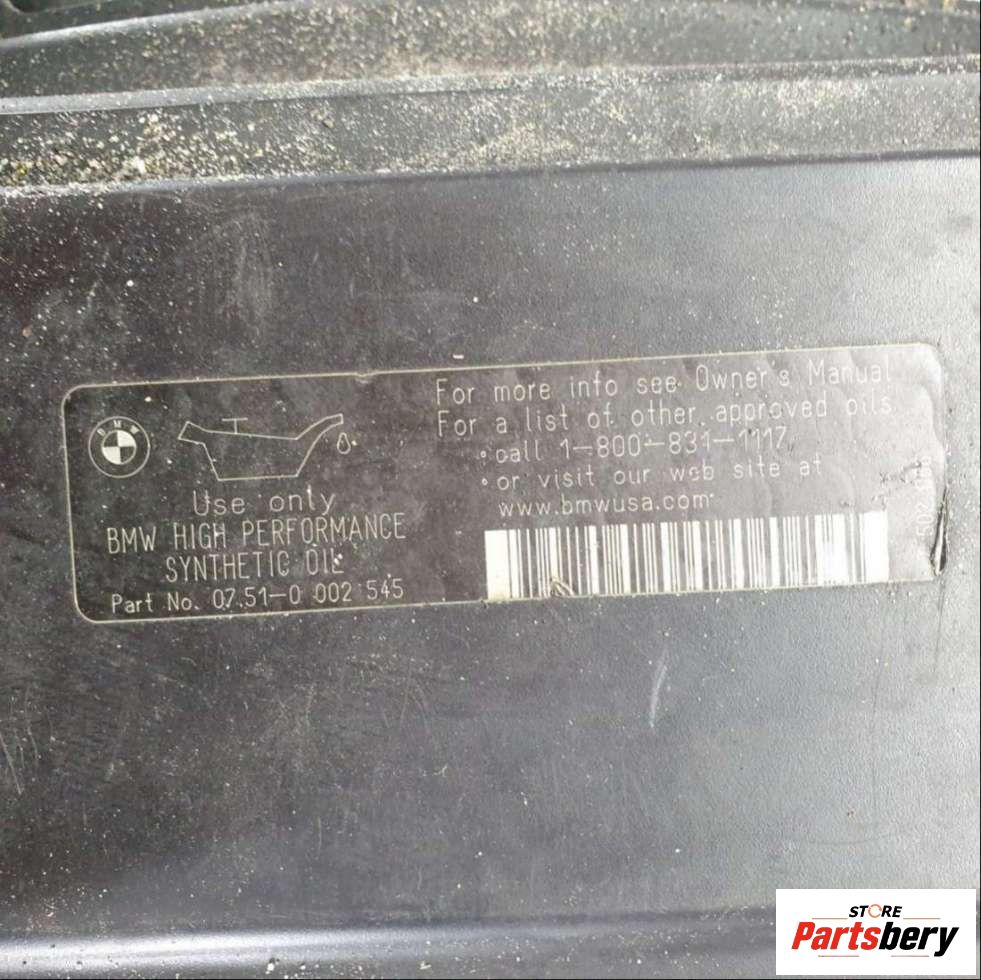 BMW
Use only
BMW HIGH PERFORMANCE
SYNTHETIC OIL
Part No. 07.51-0 002 545
For more info see Owner's Manual
For a list of other approved oils
• call 1-800-831-1117
• or visit our web site at
www.bmwusa.com
STORE
Partsbery